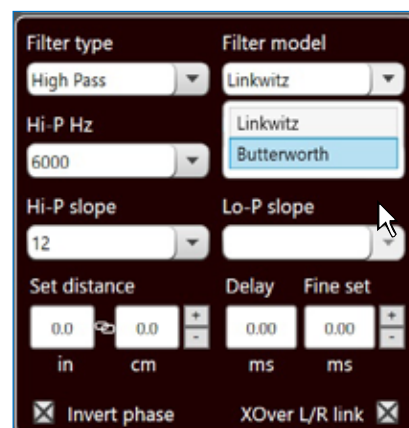 Filter type Filter model
High Pass Linkwitz
Hi-P Hz Linkwitz
6000 Butterworth
Hi-P slope Lo-P slope
12
Set distance Delay Fine set
0.0 0.0 + - 0.00 0.00 + -
in cm ms ms
Invert phase XOver L/R link